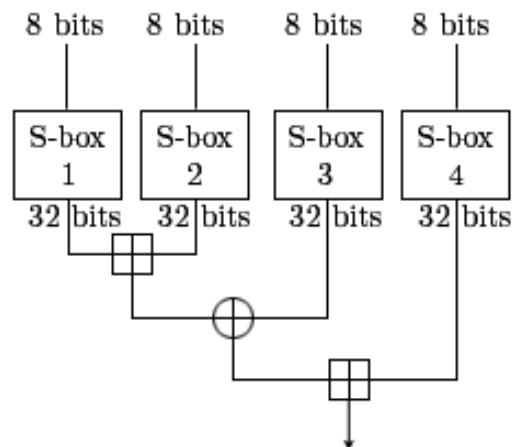 8 bits 8 bits 8 bits 8 bits
S-box S-box S-box S-box
1 2 3 4
32 bits 32 bits 32 bits 32 bits